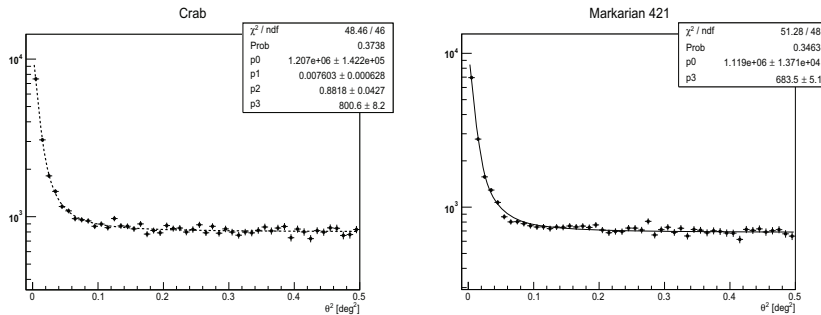 Crab
χ² / ndf 48.46 / 46
Prob 0.3738
p0 1.207e+06 ± 1.422e+05
p1 0.007603 ± 0.000628
p2 0.8818 ± 0.0427
p3 800.6 ± 8.2
10⁴
10³
0 0.1 0.2 0.3 0.4 0.5
θ² [deg²]
Markarian 421
χ² / ndf 51.28 / 48
Prob 0.3463
p0 1.119e+06 ± 1.371e+04
p3 683.5 ± 5.1
10⁴
10³
0 0.1 0.2 0.3 0.4 0.5
θ² [deg²]